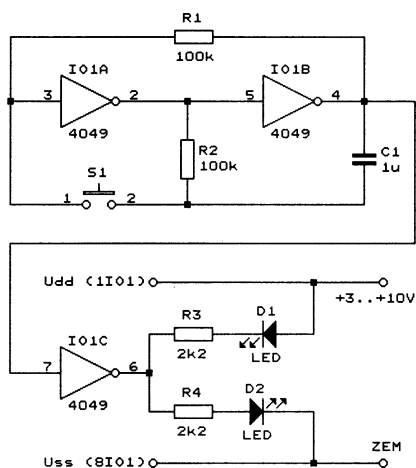 R1
100k
IO1A
IO1B
3 2 5 4
4049 4049
R2
100k
C1
1u
S1
1 2
Udd (1IO1)
+3..+10V
IO1C
R3
D1
2k2
LED
7 6
4049
R4
D2
2k2
LED
Uss (8IO1)
ZEM